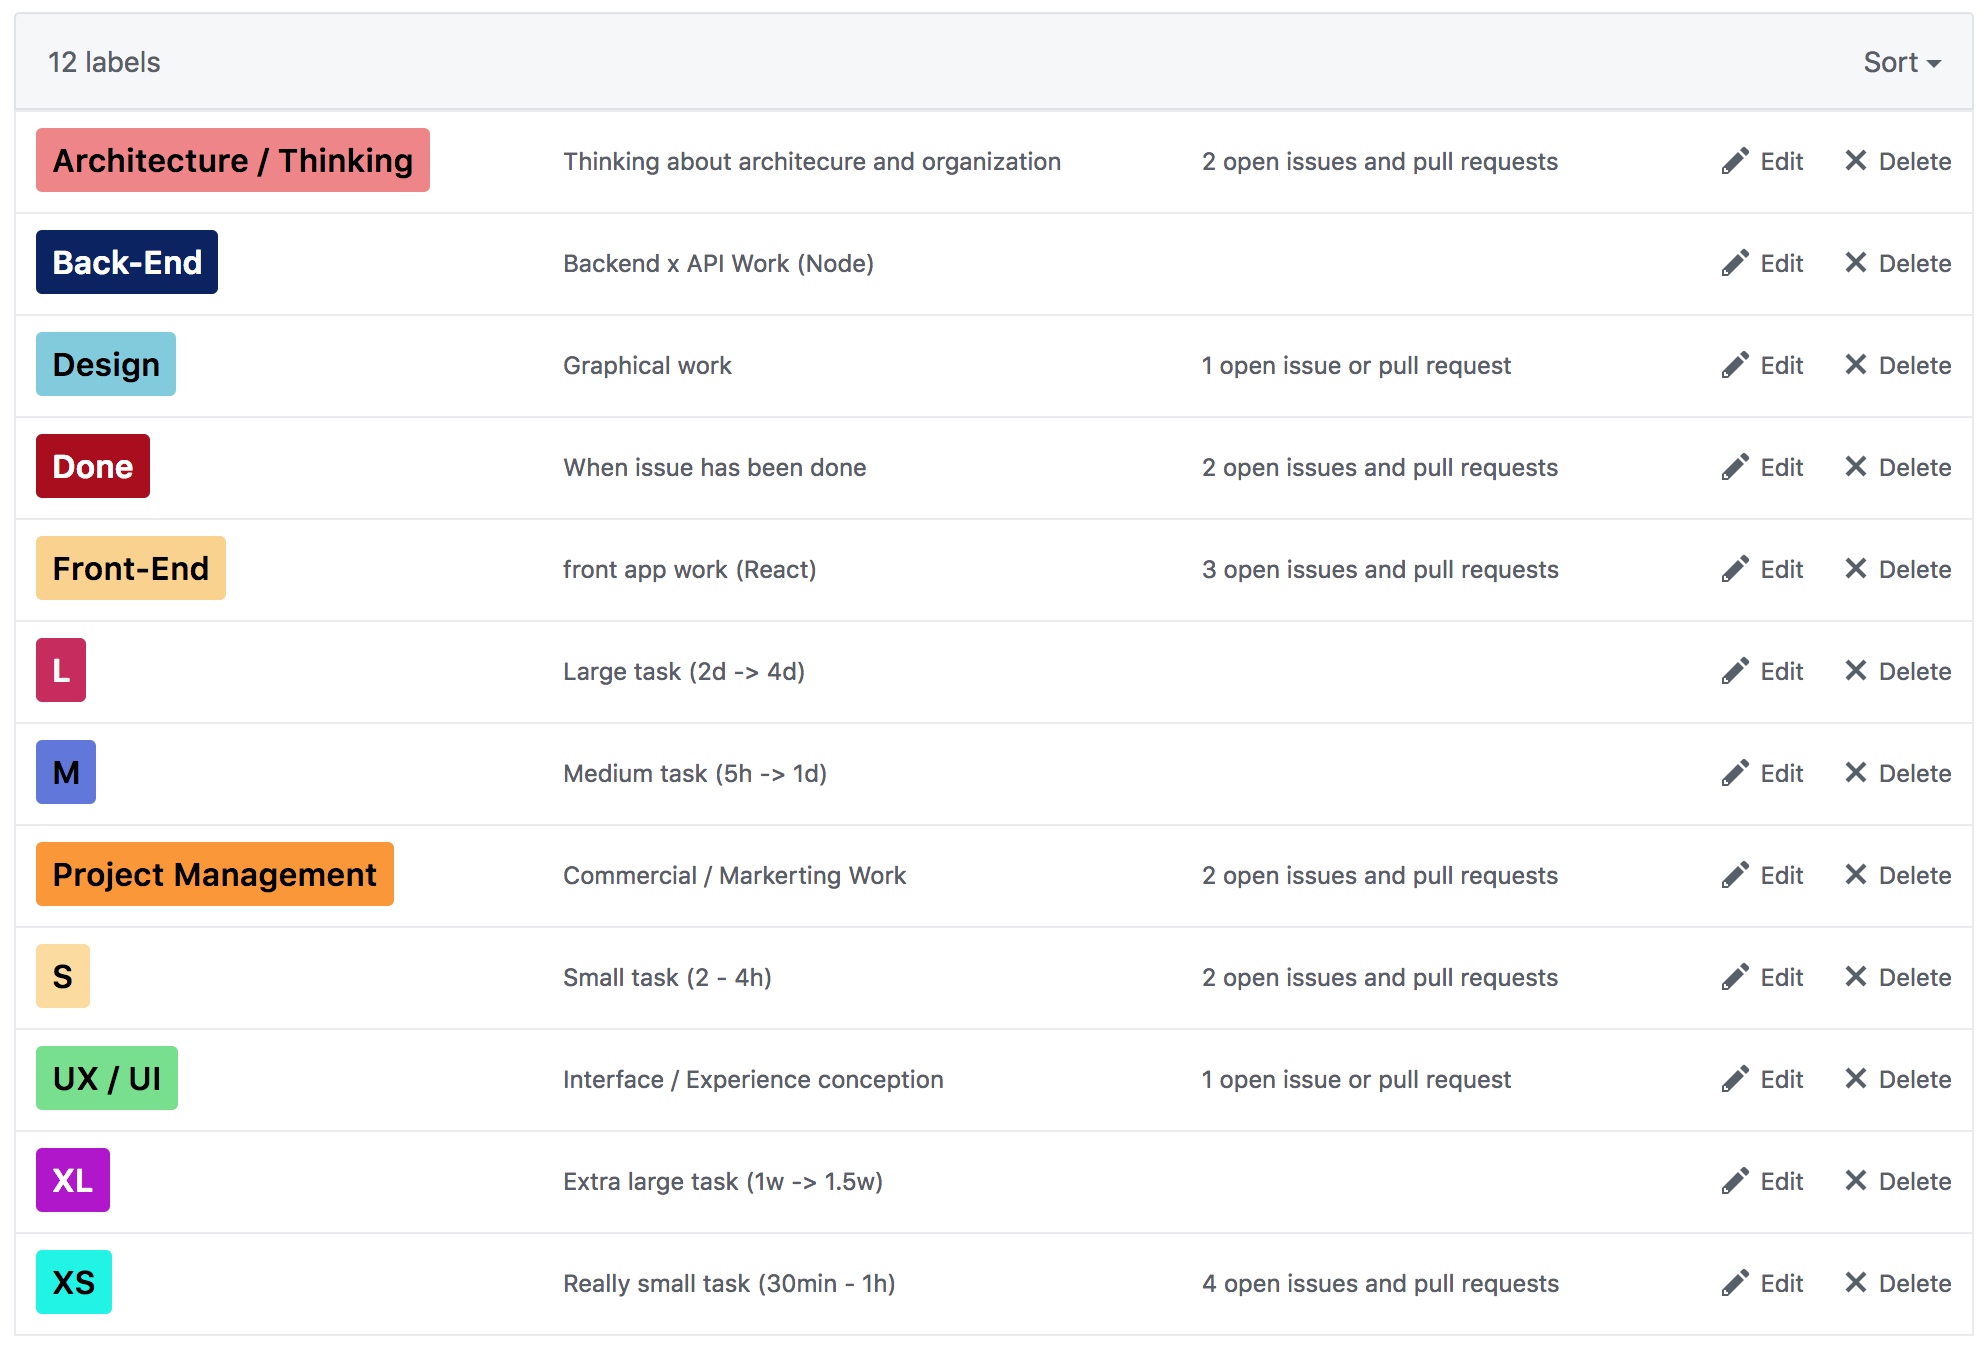 12 labels Sort
Architecture / Thinking Thinking about architecure and organization 2 open issues and pull requests Edit Delete
Back-End Backend x API Work (Node) Edit Delete
Design Graphical work 1 open issue or pull request Edit Delete
Done When issue has been done 2 open issues and pull requests Edit Delete
Front-End front app work (React) 3 open issues and pull requests Edit Delete
L Large task (2d -> 4d) Edit Delete
M Medium task (5h -> 1d) Edit Delete
Project Management Commercial / Markerting Work 2 open issues and pull requests Edit Delete
S Small task (2 - 4h) 2 open issues and pull requests Edit Delete
UX / UI Interface / Experience conception 1 open issue or pull request Edit Delete
XL Extra large task (1w -> 1.5w) Edit Delete
XS Really small task (30min - 1h) 4 open issues and pull requests Edit Delete